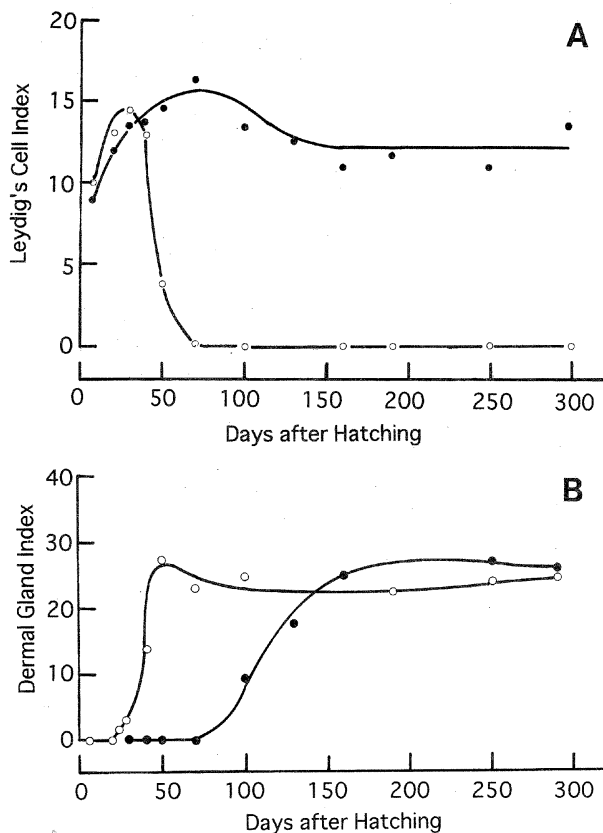 A
Leydig's Cell Index
20
15
10
5
0
0 50 100 150 200 250 300
Days after Hatching
B
Dermal Gland Index
40
30
20
10
0
0 50 100 150 200 250 300
Days after Hatching